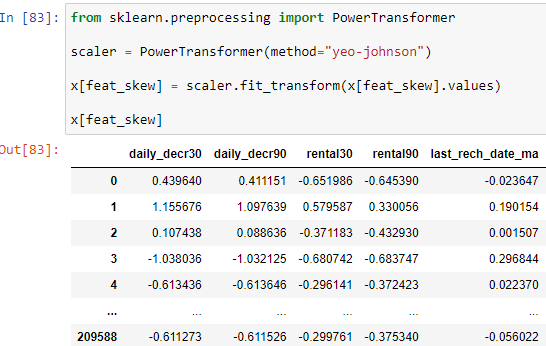 In [83]: from sklearn.preprocessing import PowerTransformer
scaler = PowerTransformer(method="yeo-johnson")
x[feat_skew] = scaler.fit_transform(x[feat_skew].values)
x[feat_skew]
Out[83]:
daily_decr30 daily_decr90 rental30 rental90 last_rech_date_ma
0 0.439640 0.411151 -0.651986 -0.645390 -0.023647
1 1.155676 1.097639 0.579587 0.330056 0.190154
2 0.107438 0.088636 -0.371183 -0.432930 0.001507
3 -1.038036 -1.032125 -0.680742 -0.683747 0.296844
4 -0.613436 -0.613646 -0.296141 -0.372423 0.022370
... ... ... ... ... ...
209588 -0.611273 -0.611526 -0.299761 -0.375340 -0.056022